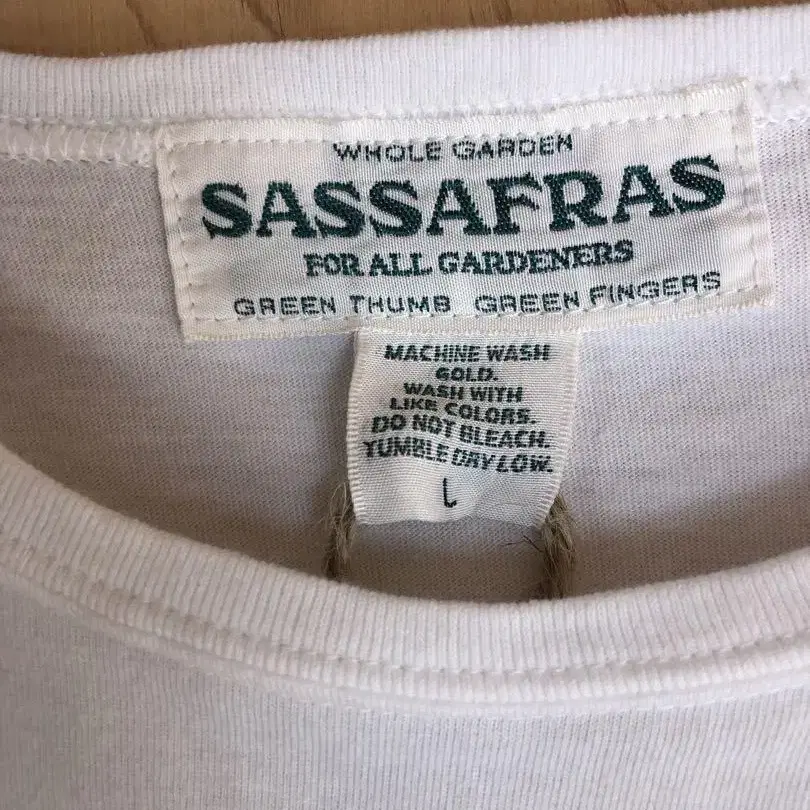 WHOLE GARDEN
SASSAFRAS
FOR ALL GARDENERS
GREEN THUMB GREEN FINGERS
MACHINE WASH
GOLD.
WASH WITH
LIKE COLORS.
DO NOT BLEACH.
TUMBLE DRY LOW.
L